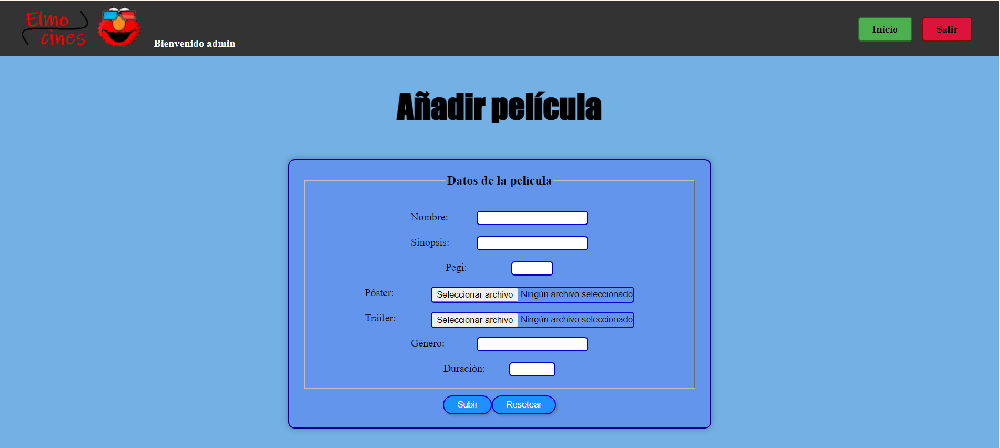 Elmo
cines
Bienvenido admin
Inicio
Salir
Añadir película
Datos de la película
Nombre:
Sinopsis:
Pegi:
Póster: Seleccionar archivo Ningún archivo seleccionado
Tráiler: Seleccionar archivo Ningún archivo seleccionado
Género:
Duración:
Subir Resetear